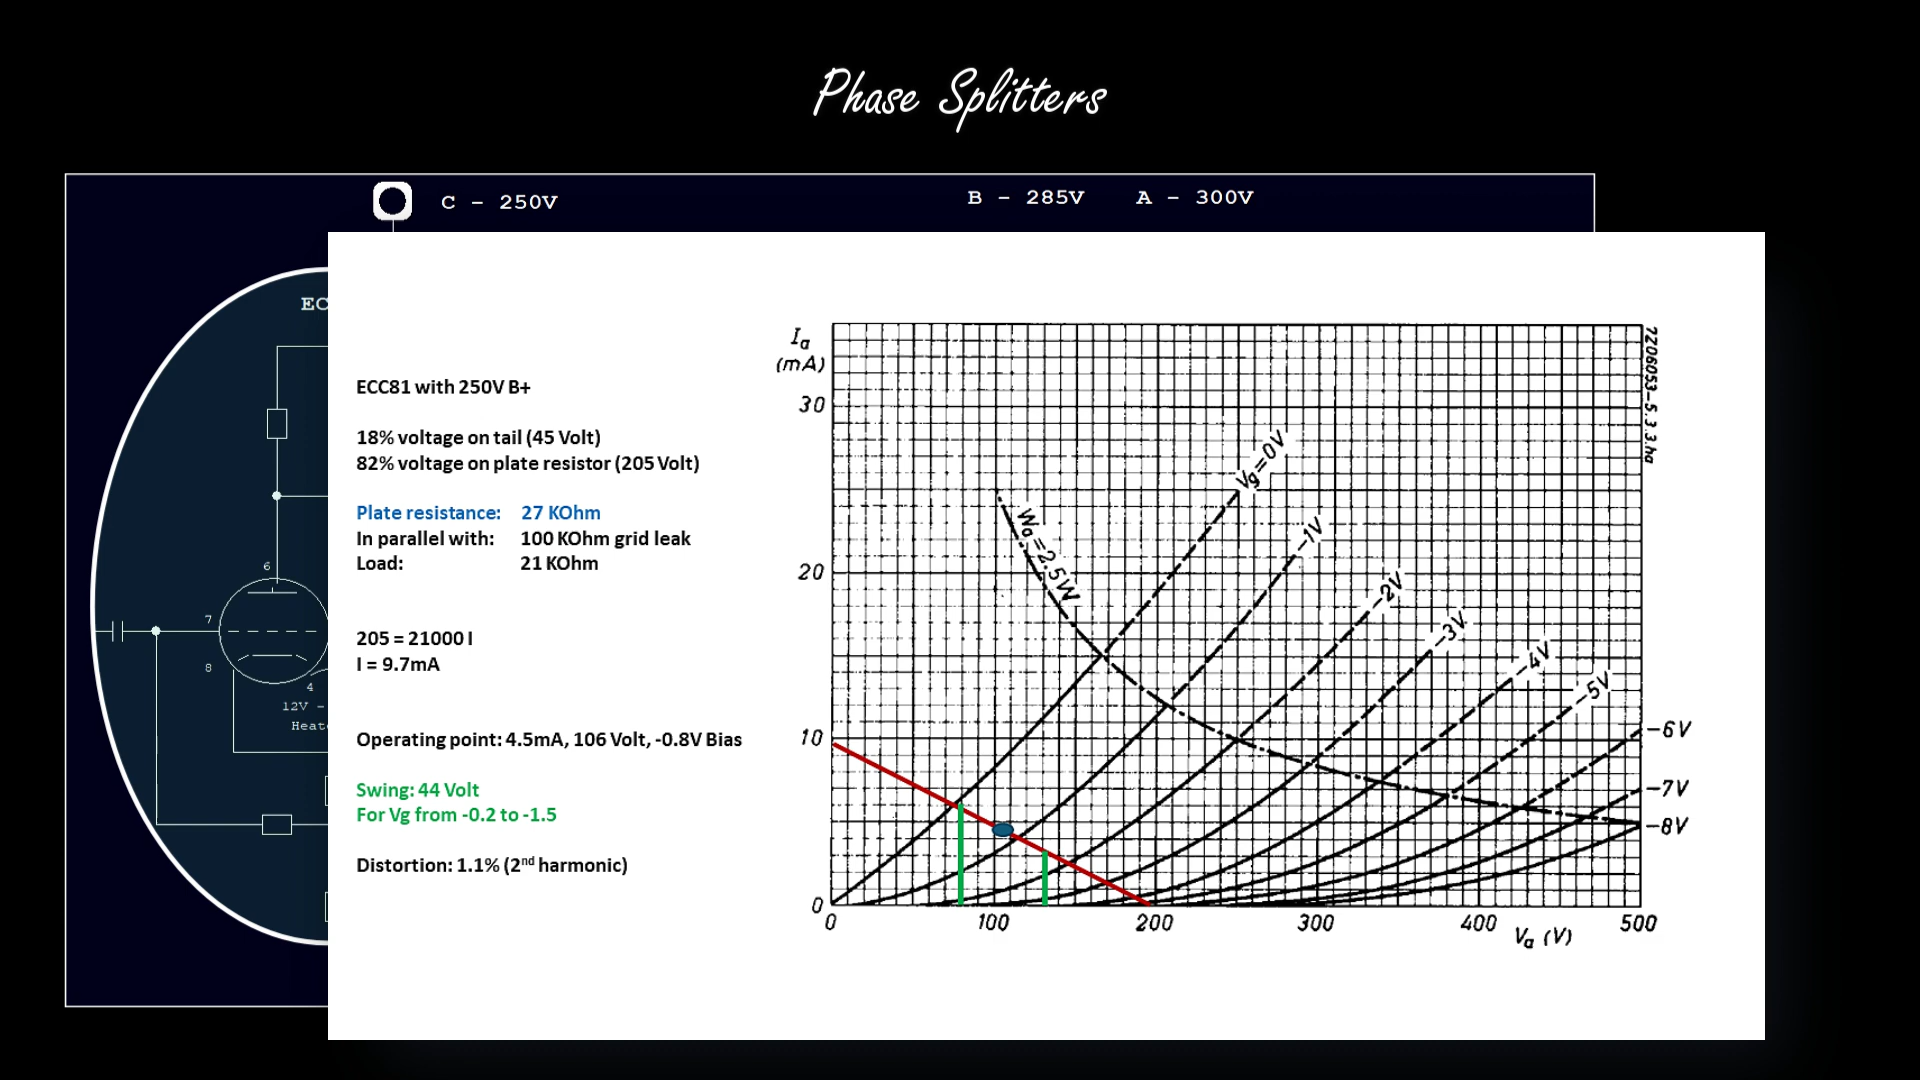 Phase Splitters
C - 250V
B - 285V
A - 300V
EC
6
7
8
4
12V -
Heate
ECC81 with 250V B+
18% voltage on tail (45 Volt)
82% voltage on plate resistor (205 Volt)
Plate resistance: 27 KOhm
In parallel with: 100 KOhm grid leak
Load: 21 KOhm
205 = 21000 I
I = 9.7mA
Operating point: 4.5mA, 106 Volt, -0.8V Bias
Swing: 44 Volt
For Vg from -0.2 to -1.5
Distortion: 1.1% (2nd harmonic)
Ia
(mA)
30
20
10
0
0
100
200
300
400
500
Va (V)
Wa=2.5W
Vg=0V
-1V
-2V
-3V
-4V
-5V
-6V
-7V
-8V
7206053-5.3.3.ha